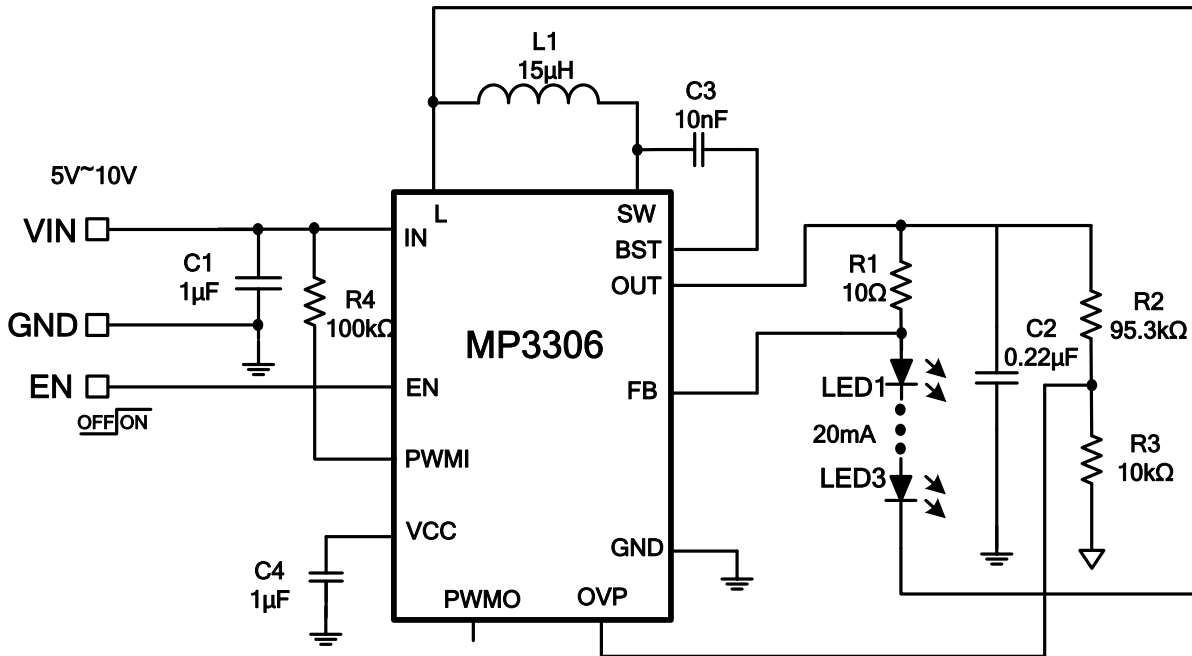 L1
15μH
C3
10nF
5V~10V
VIN
GND
EN
OFF ON
C1
1μF
R4
100kΩ
L
SW
IN
BST
OUT
MP3306
EN
FB
PWMI
VCC
GND
PWMO
OVP
C4
1μF
R1
10Ω
LED1
20mA
LED3
C2
0.22μF
R2
95.3kΩ
R3
10kΩ